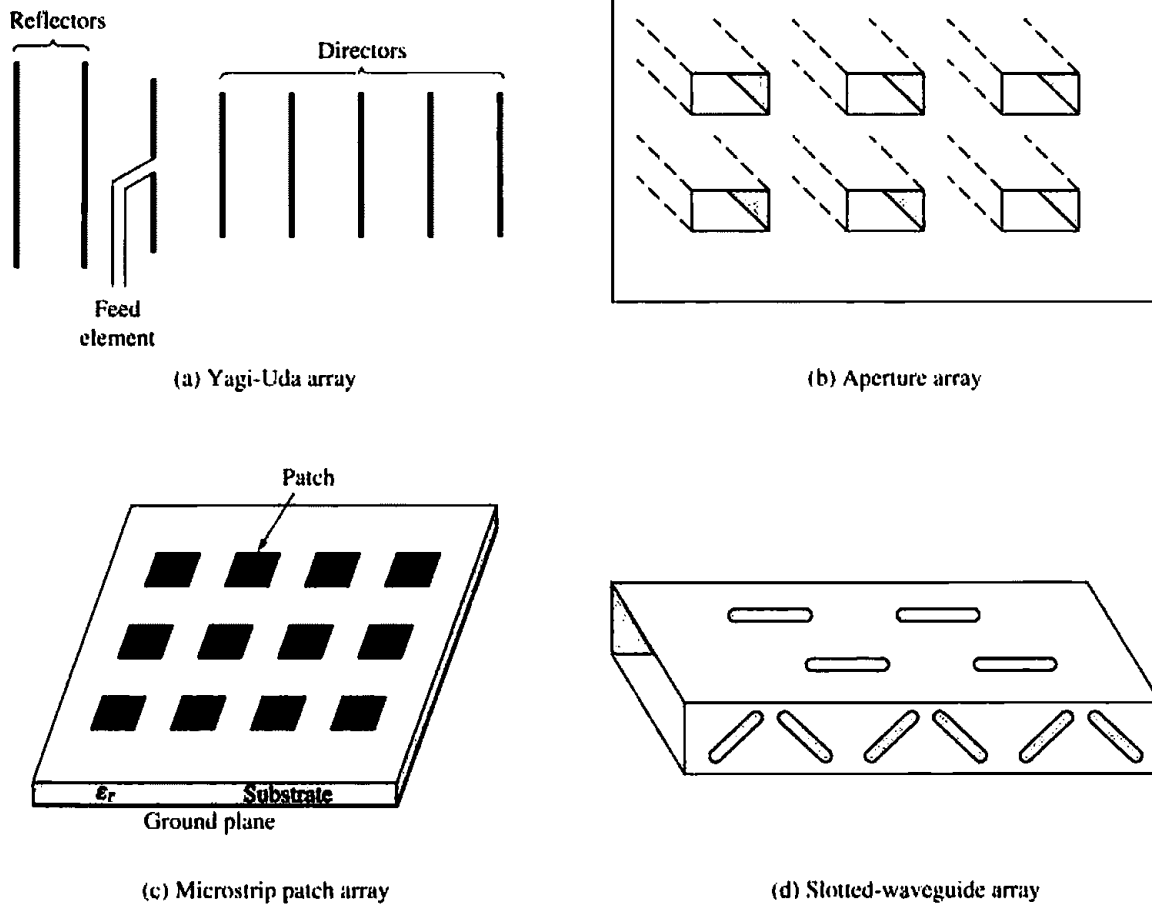 Reflectors
Directors
Feed
element
(a) Yagi-Uda array
(b) Aperture array
Patch
εr Substrate
Ground plane
(c) Microstrip patch array
(d) Slotted-waveguide array